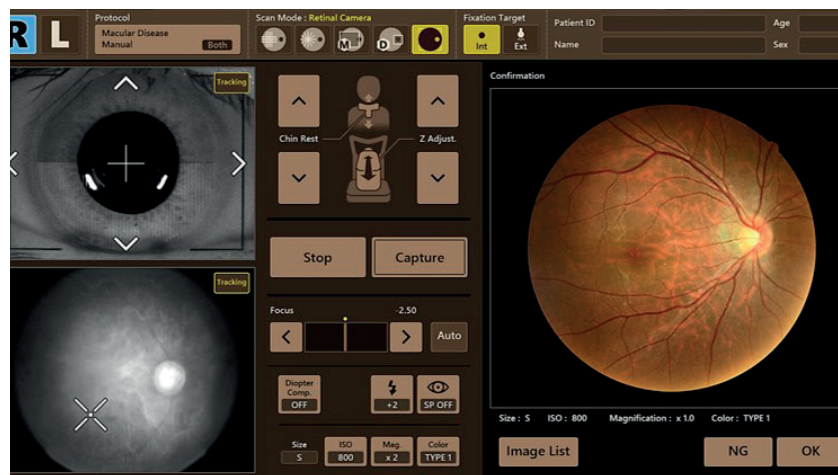 R
L
Protocol
Macular Disease
Manual
Both
Scan Mode : Retinal Camera
M
D
Fixation Target
Int
Ext
Patient ID
Name
Age
Sex
Tracking
Chin Rest
Z Adjust.
Stop
Capture
Confirmation
Tracking
Focus
-2.50
Auto
Diopter
Comp.
OFF
+2
SP OFF
Size
S
ISO
800
Mag.
x 2
Color
TYPE 1
Size : S ISO : 800 Magnification : x 1.0 Color : TYPE 1
Image List
NG
OK